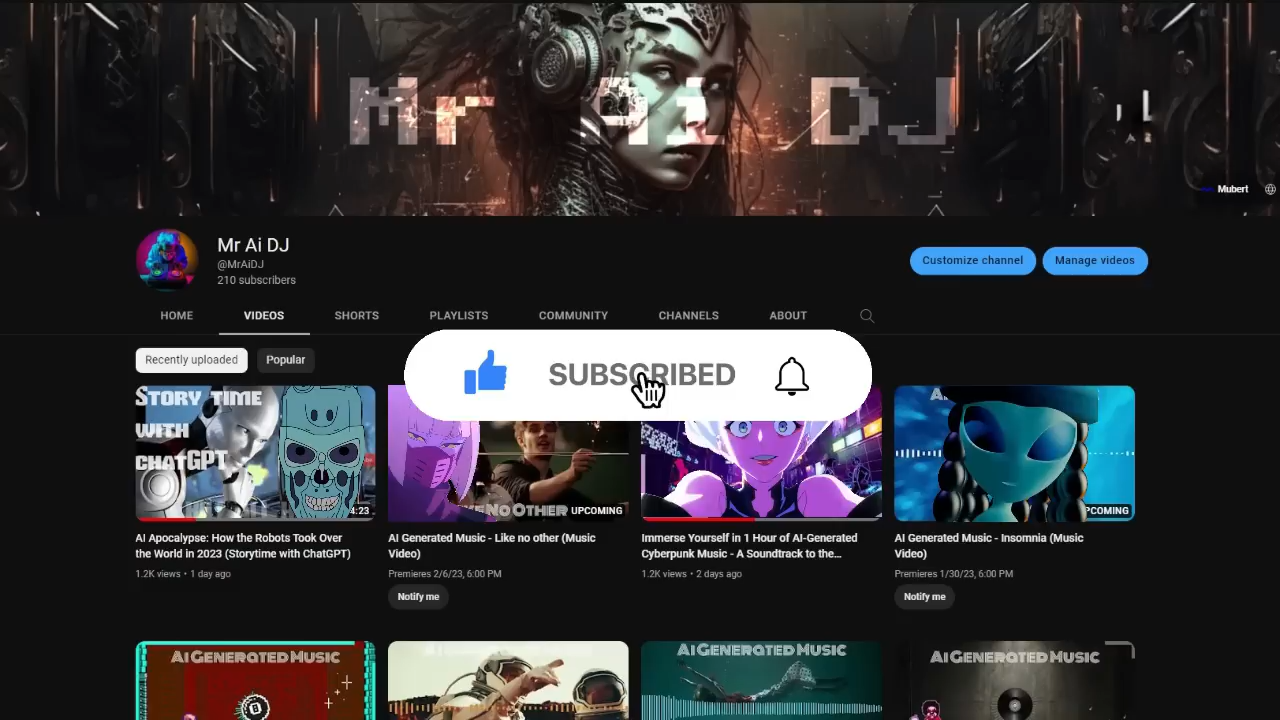 Mr Ai DJ
Mubert
Mr Ai DJ
@MrAiDJ
210 subscribers
Customize channel
Manage videos
HOME
VIDEOS
SHORTS
PLAYLISTS
COMMUNITY
CHANNELS
ABOUT
Recently uploaded
Popular
SUBSCRIBED
STORY TIME
WITH
CHATGPT
4:23
NO OTHER
UPCOMING
UPCOMING
AI Apocalypse: How the Robots Took Over
the World in 2023 (Storytime with ChatGPT)
1.2K views • 1 day ago
AI Generated Music - Like no other (Music
Video)
Premieres 2/6/23, 6:00 PM
Notify me
Immerse Yourself in 1 Hour of AI-Generated
Cyberpunk Music - A Soundtrack to the...
1.2K views • 2 days ago
AI Generated Music - Insomnia (Music
Video)
Premieres 1/30/23, 6:00 PM
Notify me
AI GENERATED MUSIC
AI GENERATED MUSIC
AI GENERATED MUSIC